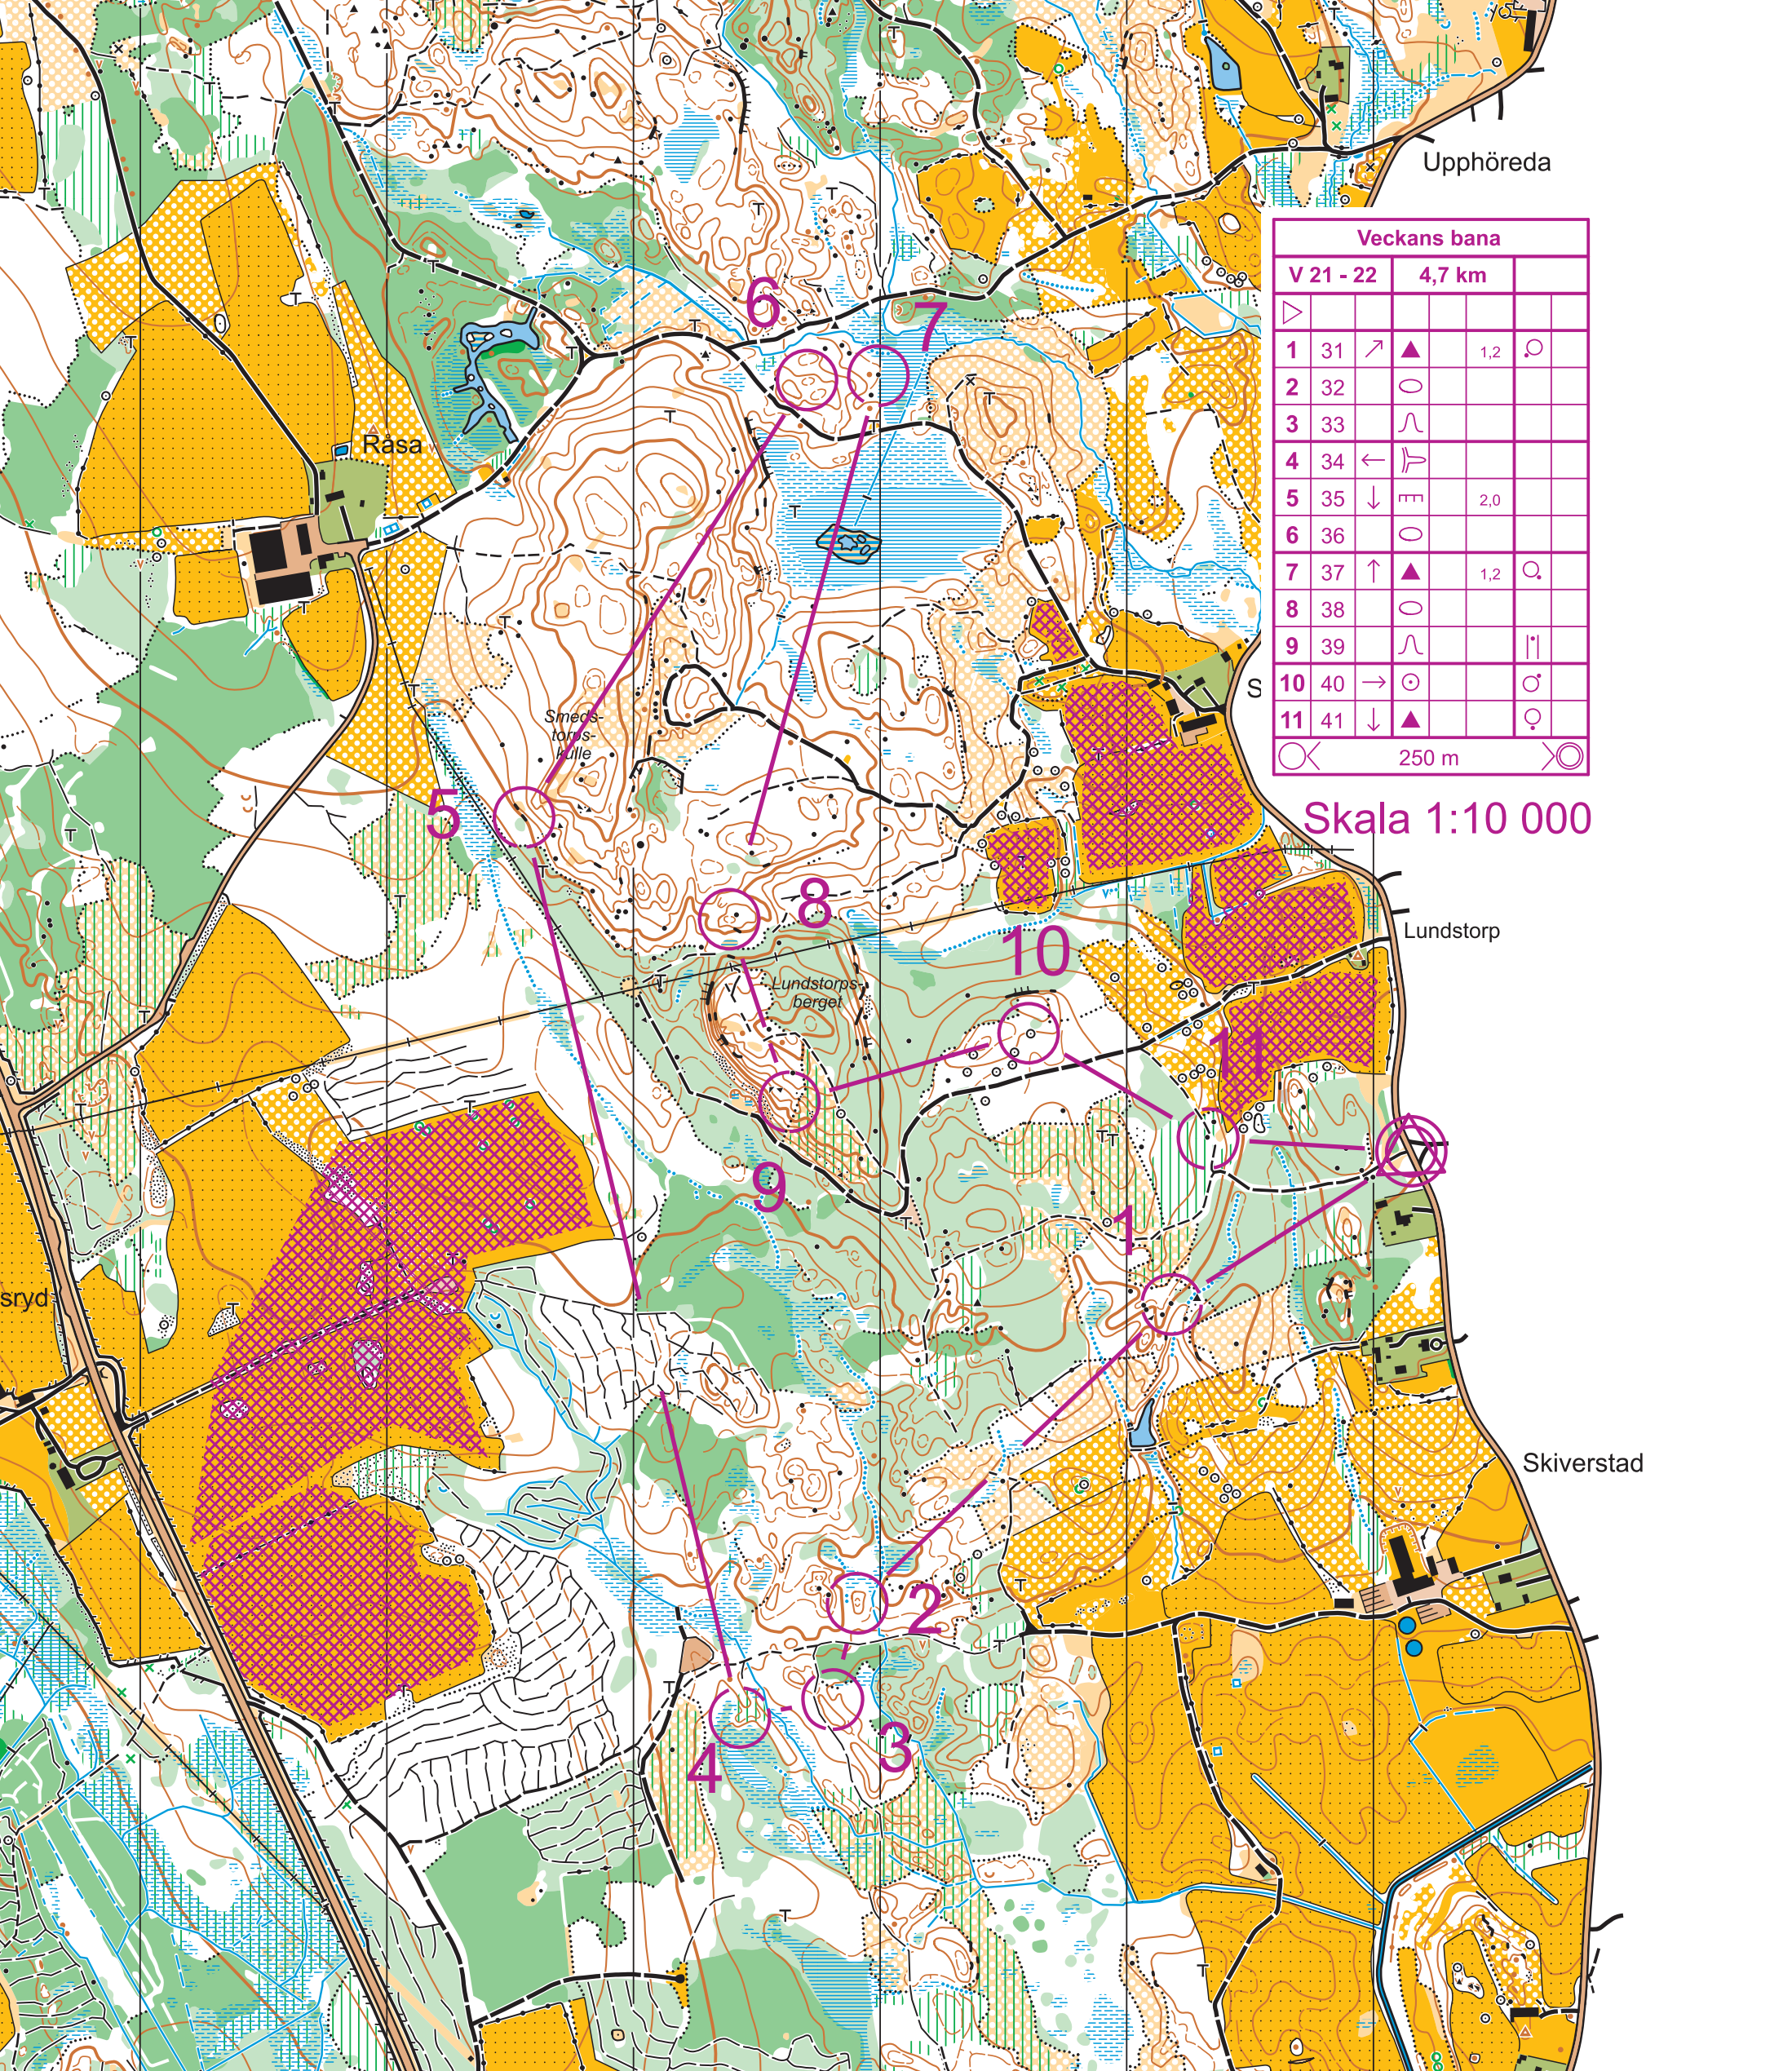 Upphöreda
Veckans bana
V 21 - 22 4,7 km
1 31 1,2
2 32
3 33
4 34
5 35 2,0
6 36
7 37 1,2
8 38
9 39
10 40
11 41
250 m
Skala 1:10 000
6
7
Råsa
S
Smeds-
torps-
kulle
5
8
10
Lundstorp
Lundstorps-
berget
11
9
1
sryd
Skiverstad
2
3
4